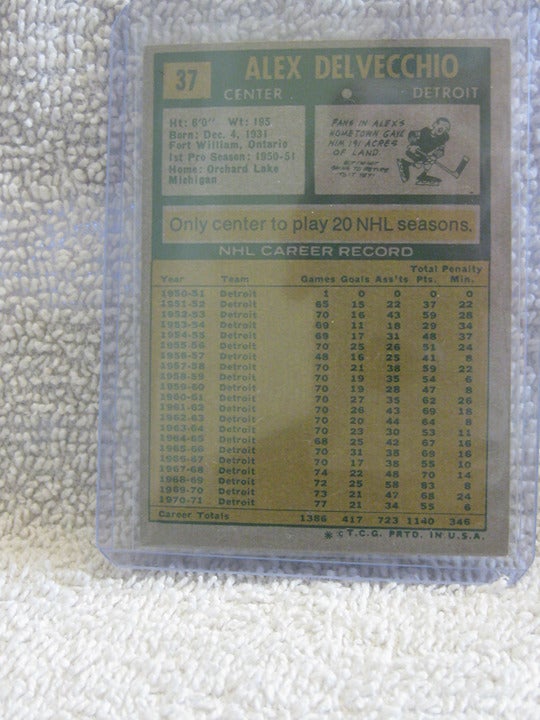 37
ALEX DELVECCHIO
CENTER
DETROIT
Ht: 6'0" Wt: 195
Born: Dec. 4, 1931
Fort William, Ontario
1st Pro Season: 1950-51
Home: Orchard Lake
Michigan
FANS IN ALEX'S
HOMETOWN GAVE
HIM 191 ACRES
OF LAND.
Only center to play 20 NHL seasons.
NHL CAREER RECORD
Total Penalty
Year Team Games Goals Ass'ts Pts. Min.
1950-51 Detroit 1 0 0 0 0
1951-52 Detroit 65 15 22 37 22
1952-53 Detroit 70 16 43 59 28
1953-54 Detroit 69 11 18 29 34
1954-55 Detroit 69 17 31 48 37
1955-56 Detroit 70 25 26 51 24
1956-57 Detroit 48 16 25 41 8
1957-58 Detroit 70 21 38 59 22
1958-59 Detroit 70 19 35 54 6
1959-60 Detroit 70 19 28 47 8
1960-61 Detroit 70 27 35 62 26
1961-62 Detroit 70 26 43 69 18
1962-63 Detroit 70 20 44 64 8
1963-64 Detroit 70 23 30 53 11
1964-65 Detroit 68 25 42 67 16
1965-66 Detroit 70 31 38 69 16
1966-67 Detroit 70 17 38 55 10
1967-68 Detroit 74 22 48 70 14
1968-69 Detroit 72 25 58 83 8
1969-70 Detroit 73 21 47 68 24
1970-71 Detroit 77 21 34 55 6
Career Totals 1386 417 723 1140 346
* © T.C.G. PRTD. IN U.S.A.